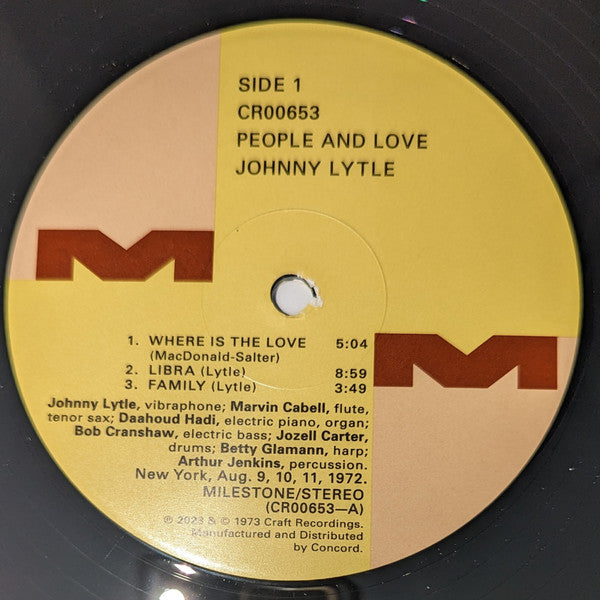 SIDE 1
CR00653
PEOPLE AND LOVE
JOHNNY LYTLE
M
M
1. WHERE IS THE LOVE 5:04
(MacDonald-Salter)
2. LIBRA (Lytle) 8:59
3. FAMILY (Lytle) 3:49
Johnny Lytle, vibraphone; Marvin Cabell, flute,
tenor sax; Daahoud Hadi, electric piano, organ;
Bob Cranshaw, electric bass; Jozell Carter,
drums; Betty Glamann, harp;
Arthur Jenkins, percussion.
New York, Aug. 9, 10, 11, 1972.
MILESTONE/STEREO
(CR00653—A)
℗ 2023 & © 1973 Craft Recordings.
Manufactured and Distributed
by Concord.